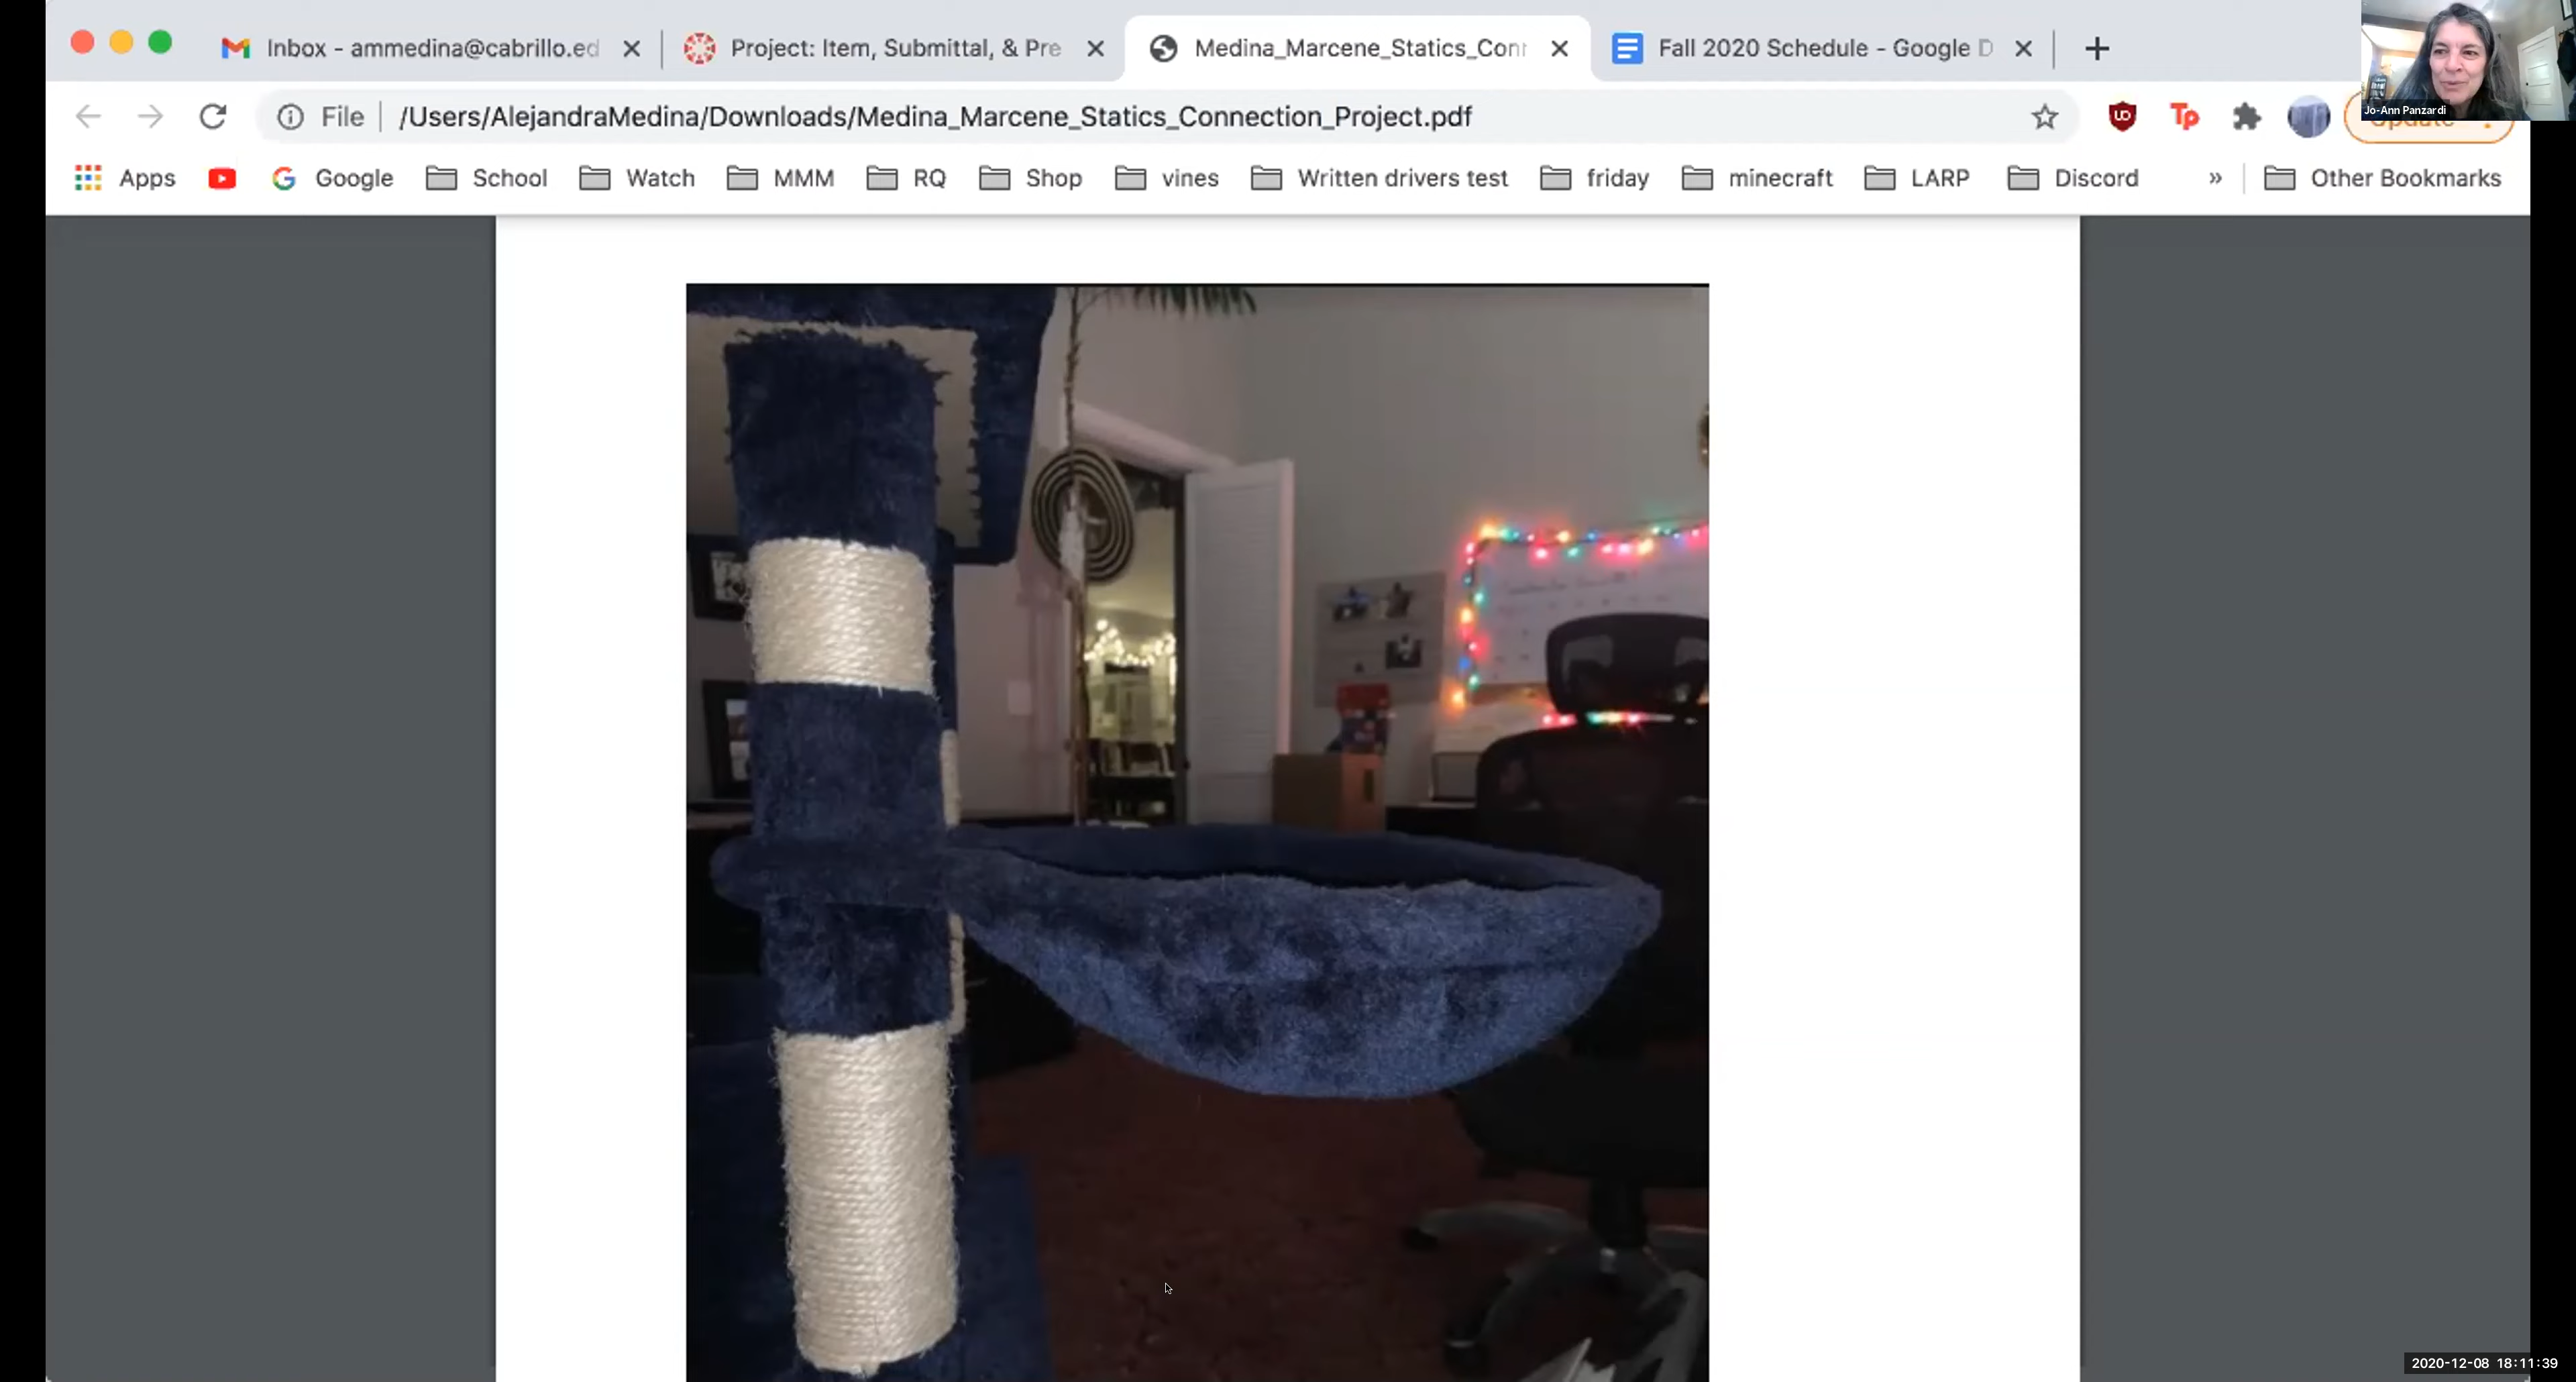 Inbox - ammedina@cabrillo.ed
Project: Item, Submittal, & Pre
Medina_Marcene_Statics_Con
Fall 2020 Schedule - Google D
File /Users/AlejandraMedina/Downloads/Medina_Marcene_Statics_Connection_Project.pdf
Apps Google School Watch MMM RQ Shop vines Written drivers test friday minecraft LARP Discord » Other Bookmarks
Jo-Ann Panzardi
2020-12-08 18:11:39